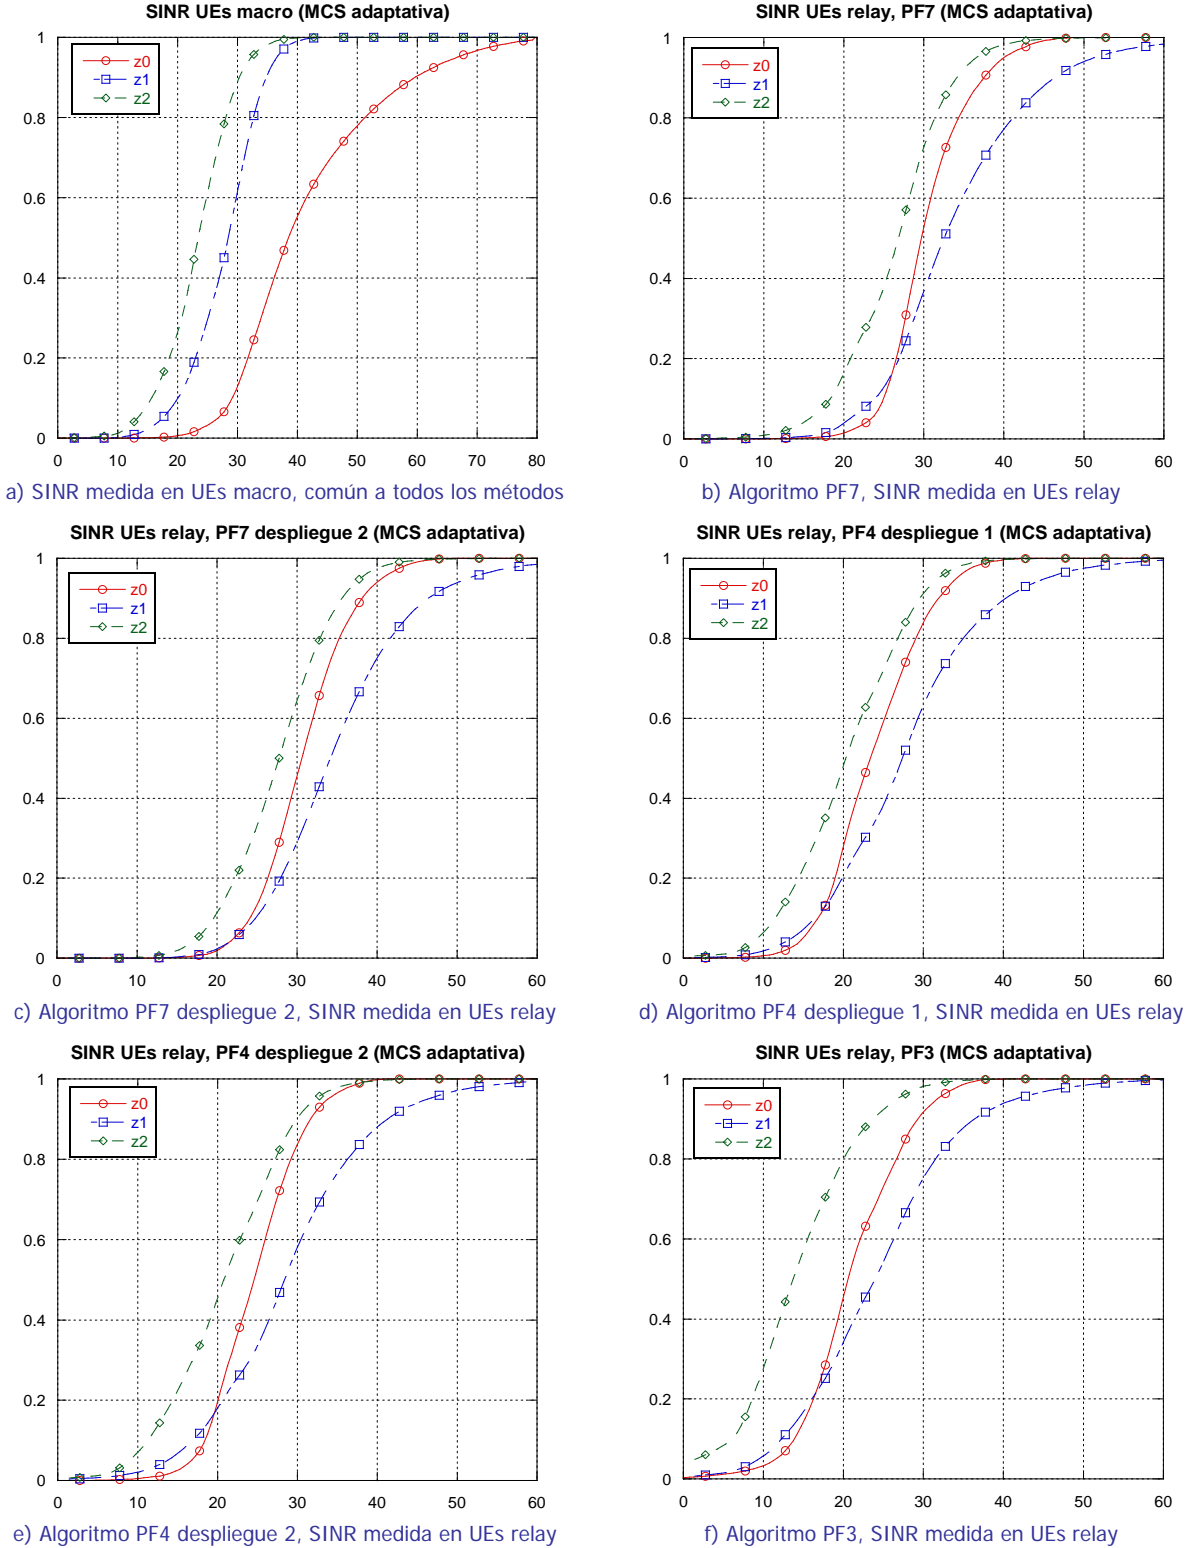 SINR UEs macro (MCS adaptativa)
1
0.8
0.6
0.4
0.2
0
z0
z1
z2
0 10 20 30 40 50 60 70 80
a) SINR medida en UEs macro, común a todos los métodos
SINR UEs relay, PF7 (MCS adaptativa)
1
0.8
0.6
0.4
0.2
0
z0
z1
z2
0 10 20 30 40 50 60
b) Algoritmo PF7, SINR medida en UEs relay
SINR UEs relay, PF7 despliegue 2 (MCS adaptativa)
1
0.8
0.6
0.4
0.2
0
z0
z1
z2
0 10 20 30 40 50 60
c) Algoritmo PF7 despliegue 2, SINR medida en UEs relay
SINR UEs relay, PF4 despliegue 1 (MCS adaptativa)
1
0.8
0.6
0.4
0.2
0
z0
z1
z2
0 10 20 30 40 50 60
d) Algoritmo PF4 despliegue 1, SINR medida en UEs relay
SINR UEs relay, PF4 despliegue 2 (MCS adaptativa)
1
0.8
0.6
0.4
0.2
0
z0
z1
z2
0 10 20 30 40 50 60
e) Algoritmo PF4 despliegue 2, SINR medida en UEs relay
SINR UEs relay, PF3 (MCS adaptativa)
1
0.8
0.6
0.4
0.2
0
z0
z1
z2
0 10 20 30 40 50 60
f) Algoritmo PF3, SINR medida en UEs relay